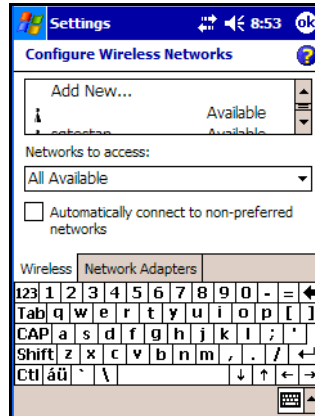 Settings 8:53 ok
Configure Wireless Networks ?
Add New...
Available
Available
Networks to access:
All Available
Automatically connect to non-preferred
networks
Wireless Network Adapters
123 1 2 3 4 5 6 7 8 9 0 - =
Tab q w e r t y u i o p [ ]
CAP a s d f g h j k l ; '
Shift z x c v b n m , . /
Ctl áü ` \